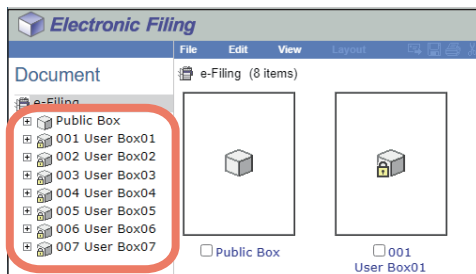 Electronic Filing
File Edit View Layout
Document
e-Filing (8 items)
e-Filing
Public Box
001 User Box01
002 User Box02
003 User Box03
004 User Box04
005 User Box05
006 User Box06
007 User Box07
Public Box
001
User Box01